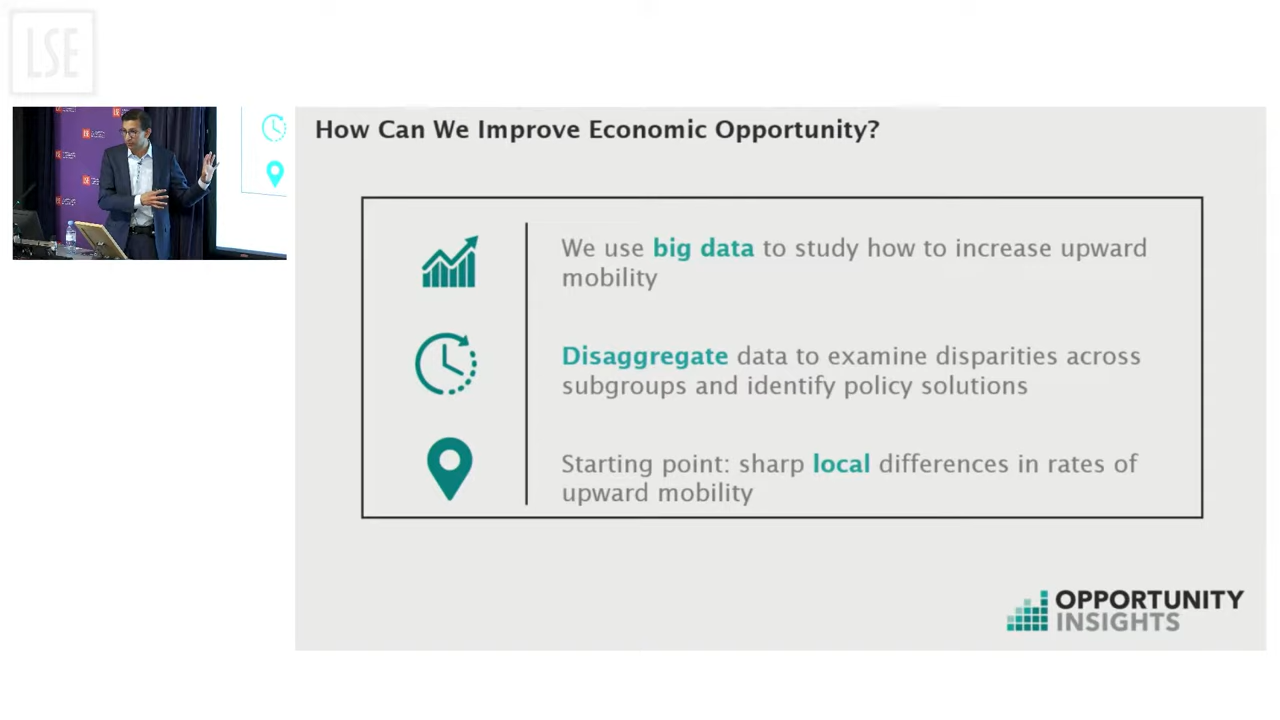 LSE
How Can We Improve Economic Opportunity?
We use big data to study how to increase upward
mobility
Disaggregate data to examine disparities across
subgroups and identify policy solutions
Starting point: sharp local differences in rates of
upward mobility
OPPORTUNITY
INSIGHTS